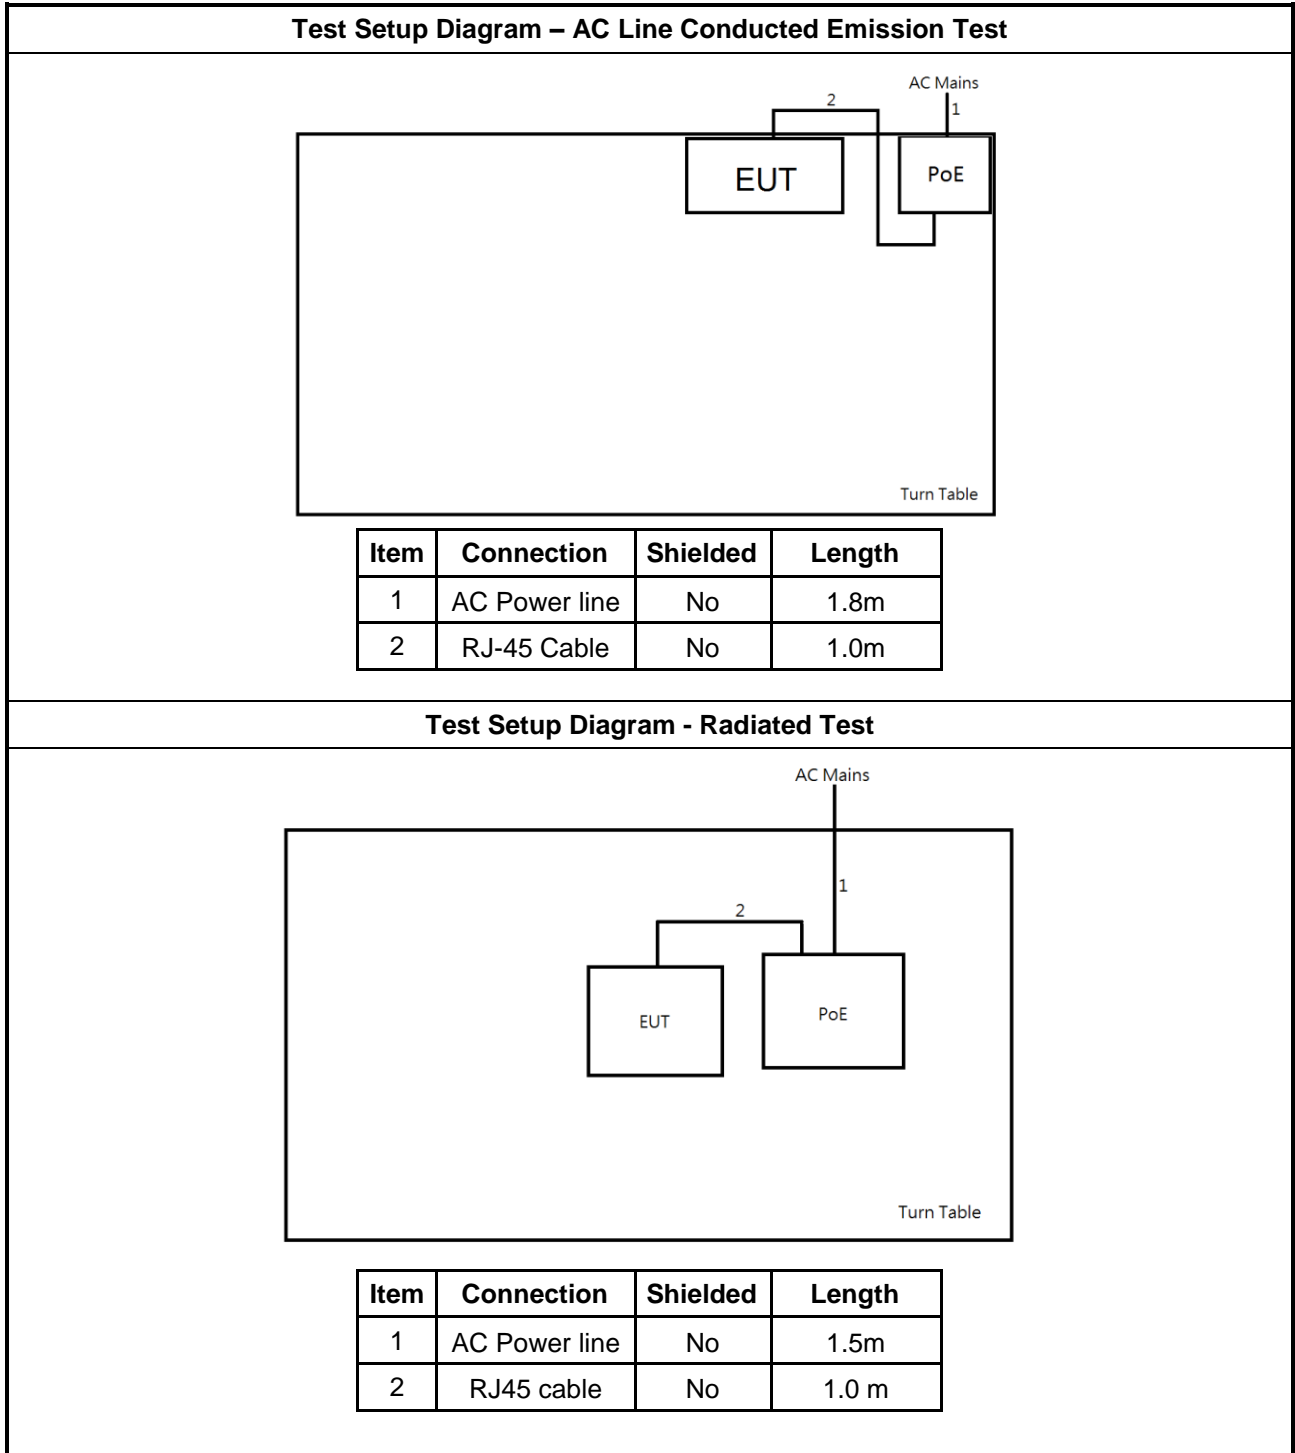 Test Setup Diagram – AC Line Conducted Emission Test
AC Mains
2
1
EUT
PoE
Turn Table
Item Connection Shielded Length
1 AC Power line No 1.8m
2 RJ-45 Cable No 1.0m
Test Setup Diagram - Radiated Test
AC Mains
1
2
EUT
PoE
Turn Table
Item Connection Shielded Length
1 AC Power line No 1.5m
2 RJ45 cable No 1.0 m